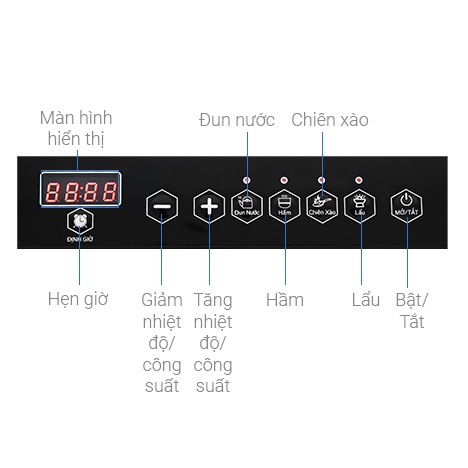 Màn hình
hiển thị
Đun nước
Chiên xào
88:88
ĐỊNH GIỜ
Đun Nước
Hầm
Chiên Xào
Lẩu
MỞ/TẮT
Hẹn giờ
Giảm
nhiệt
độ/
công
suất
Tăng
nhiệt
độ/
công
suất
Hầm
Lẩu
Bật/
Tắt